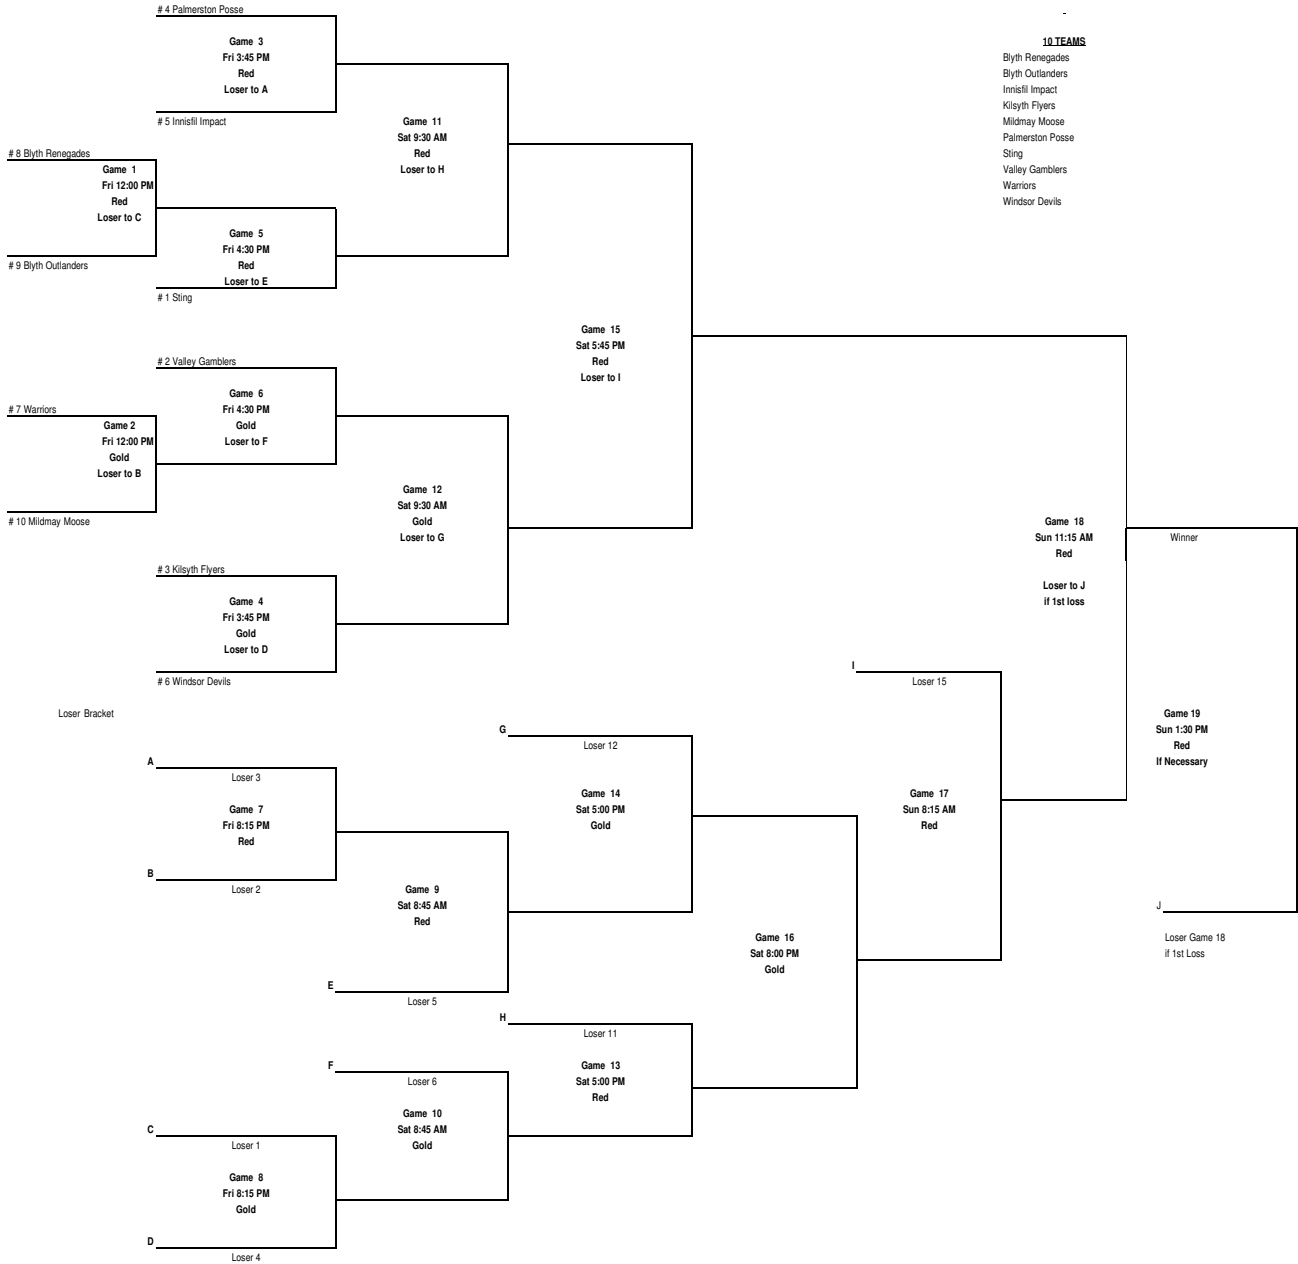 # 4 Palmerston Posse
Game 3
Fri 3:45 PM
Red
Loser to A
# 5 Innisfil Impact
# 8 Blyth Renegades
Game 1
Fri 12:00 PM
Red
Loser to C
# 9 Blyth Outlanders
Game 5
Fri 4:30 PM
Red
Loser to E
# 1 Sting
Game 11
Sat 9:30 AM
Red
Loser to H
-
10 TEAMS
Blyth Renegades
Blyth Outlanders
Innisfil Impact
Kilsyth Flyers
Mildmay Moose
Palmerston Posse
Sting
Valley Gamblers
Warriors
Windsor Devils
Game 15
Sat 5:45 PM
Red
Loser to I
# 2 Valley Gamblers
Game 6
Fri 4:30 PM
Gold
Loser to F
# 7 Warriors
Game 2
Fri 12:00 PM
Gold
Loser to B
# 10 Mildmay Moose
Game 12
Sat 9:30 AM
Gold
Loser to G
# 3 Kilsyth Flyers
Game 4
Fri 3:45 PM
Gold
Loser to D
# 6 Windsor Devils
Game 18
Sun 11:15 AM
Red
Loser to J
if 1st loss
Winner
Loser Bracket
I
Loser 15
G
Loser 12
Game 14
Sat 5:00 PM
Gold
Game 17
Sun 8:15 AM
Red
Game 19
Sun 1:30 PM
Red
If Necessary
A
Loser 3
Game 7
Fri 8:15 PM
Red
B
Loser 2
Game 9
Sat 8:45 AM
Red
E
Loser 5
Game 16
Sat 8:00 PM
Gold
J
Loser Game 18
if 1st Loss
H
Loser 11
Game 13
Sat 5:00 PM
Red
F
Loser 6
Game 10
Sat 8:45 AM
Gold
C
Loser 1
Game 8
Fri 8:15 PM
Gold
D
Loser 4